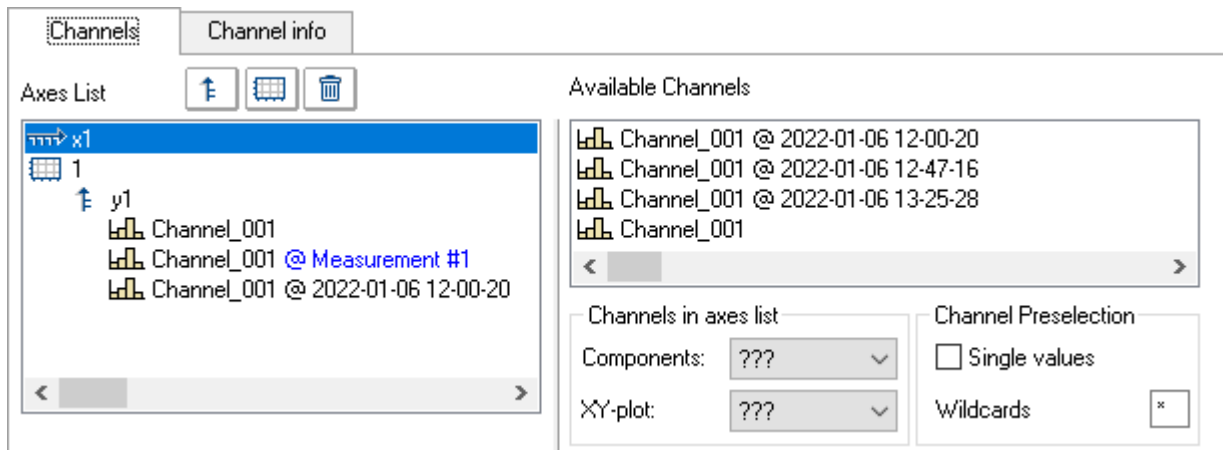 Channels
Channel info
Axes List
x1
1
y1
Channel_001
Channel_001 @ Measurement #1
Channel_001 @ 2022-01-06 12-00-20
Available Channels
Channel_001 @ 2022-01-06 12-00-20
Channel_001 @ 2022-01-06 12-47-16
Channel_001 @ 2022-01-06 13-25-28
Channel_001
Channels in axes list
Components: ???
XY-plot: ???
Channel Preselection
Single values
Wildcards *